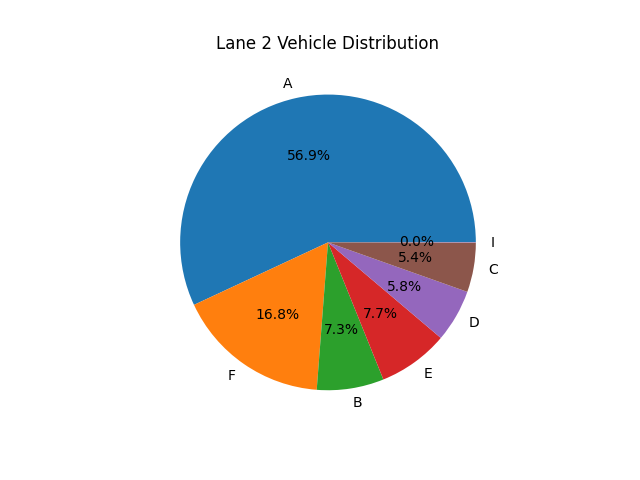 Lane 2 Vehicle Distribution
A
56.9%
0.0%
I
5.4%
C
5.8%
16.8%
7.7%
7.3%
D
E
F
B